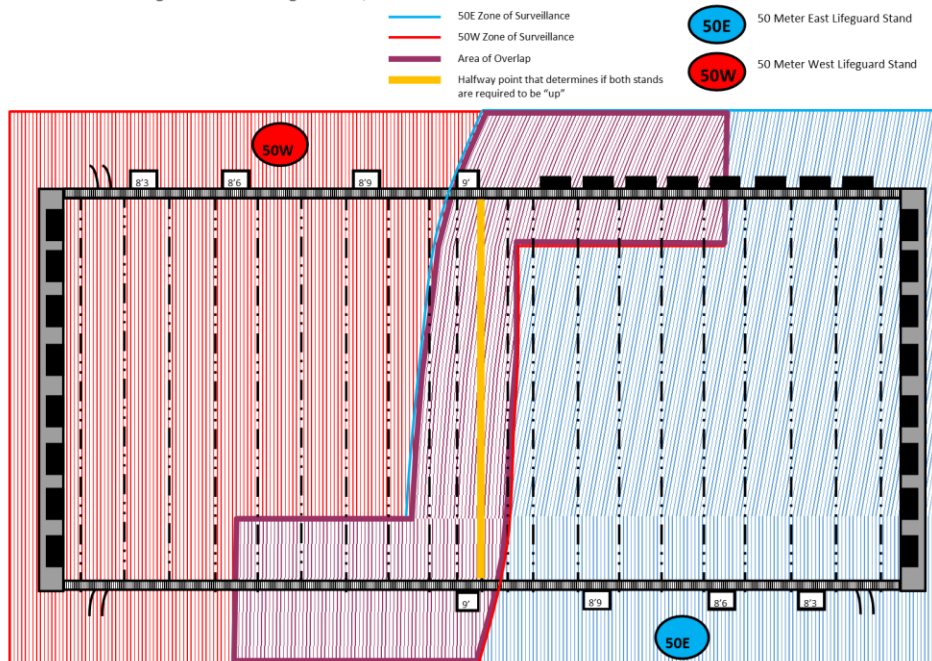 50E Zone of Surveillance
50W Zone of Surveillance
Area of Overlap
Halfway point that determines if both stands
are required to be “up”
50E
50 Meter East Lifeguard Stand
50W
50 Meter West Lifeguard Stand
50W
8'3
8'6
8'9
9'
9'
8'9
8'6
8'3
50E